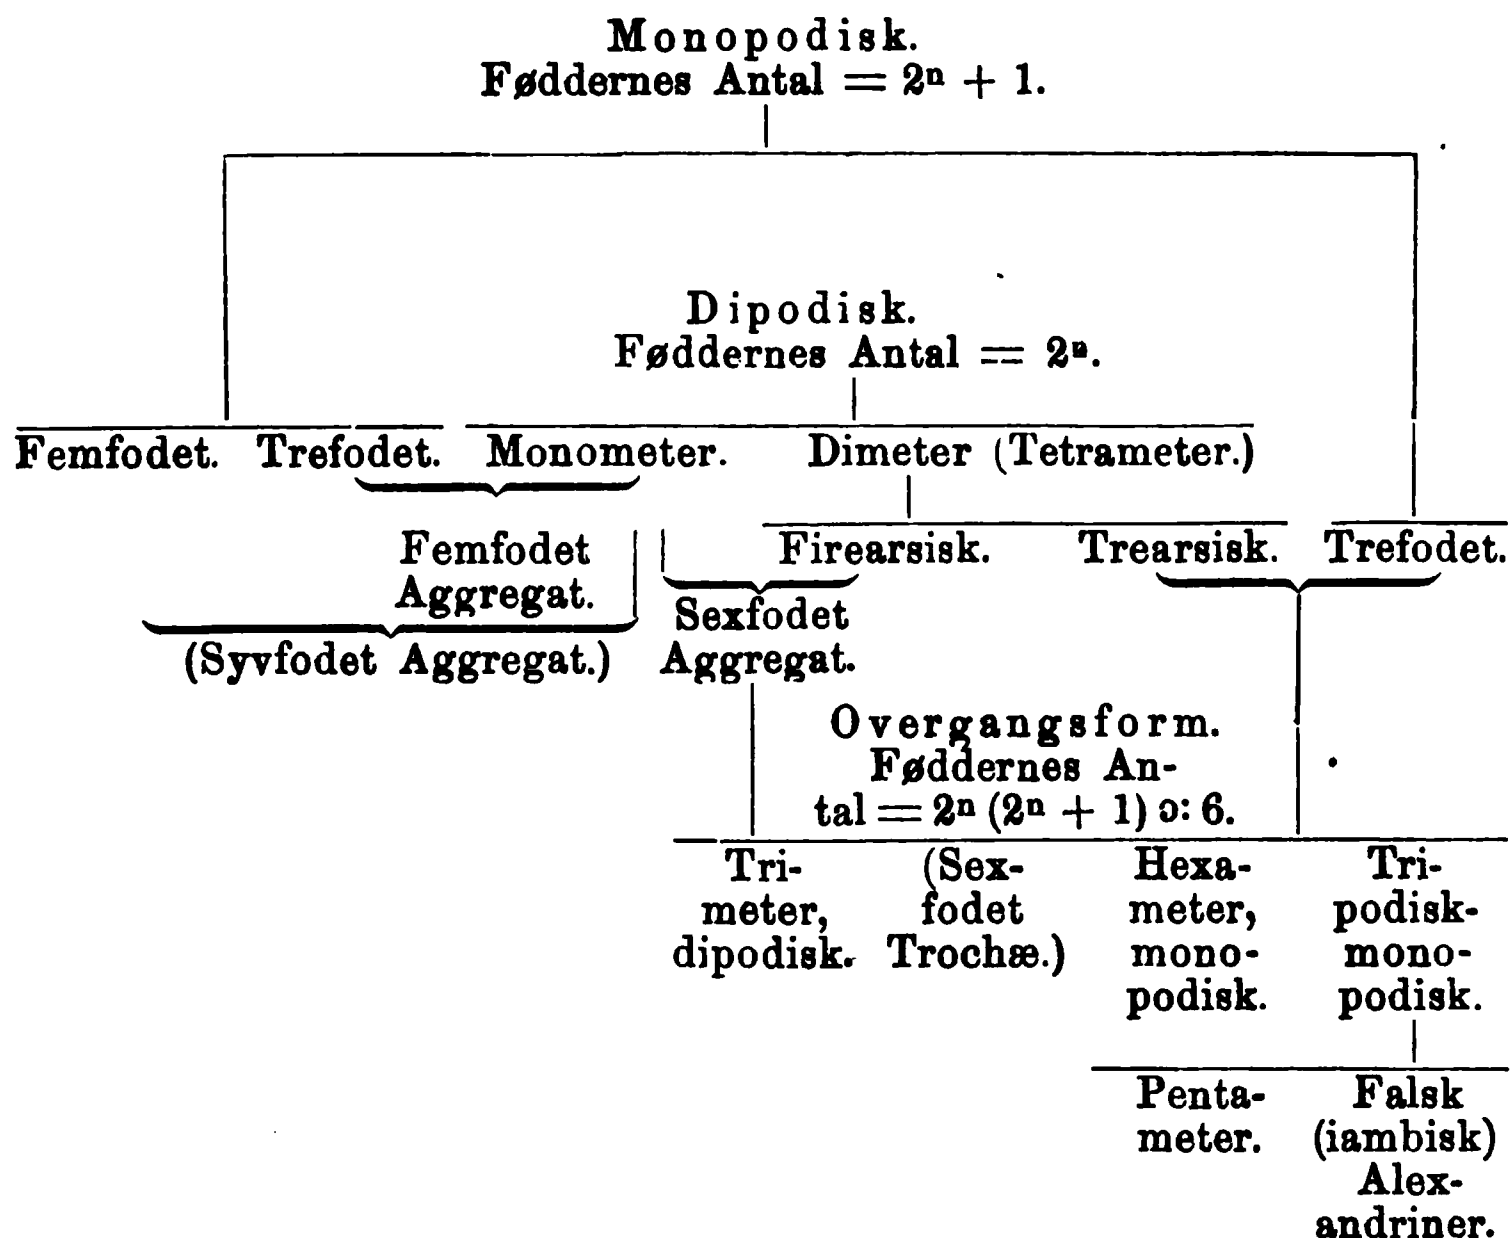 Monopodisk.
Føddernes Antal = 2ⁿ + 1.
Dipodisk.
Føddernes Antal = 2ⁿ.
Femfodet. Trefodet. Monometer. Dimeter (Tetrameter.)
Femfodet
Aggregat.
Firearsisk. Trearsisk. Trefodet.
(Syvfodet Aggregat.)
Sexfodet
Aggregat.
Overgangsform.
Føddernes An-
tal = 2ⁿ (2ⁿ + 1) ɔ: 6.
Tri-
meter,
dipodisk.
(Sex-
fodet
Trochæ.)
Hexa-
meter,
mono-
podisk.
Tri-
podisk-
mono-
podisk.
Penta-
meter.
Falsk
(iambisk)
Alex-
andriner.